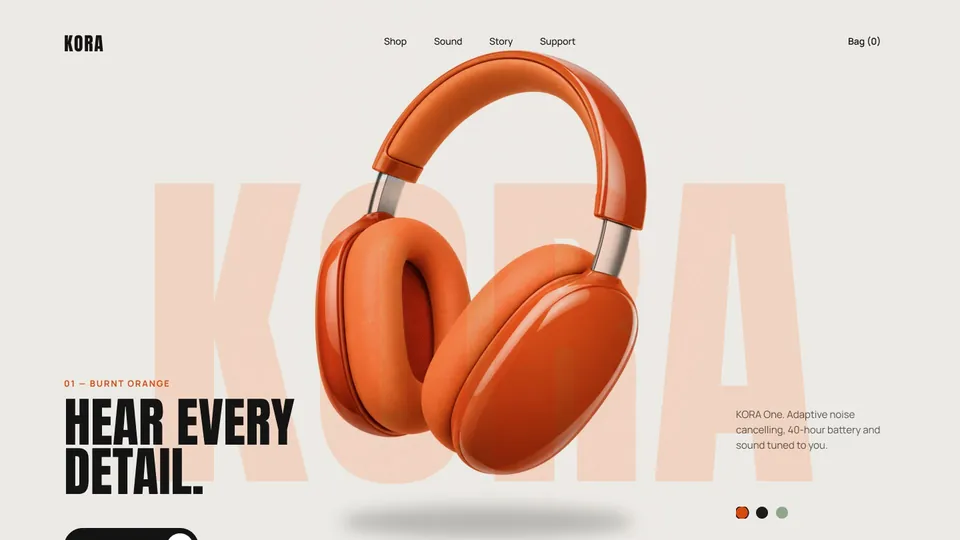 KORA
Shop Sound Story Support
Bag (0)
KORA
01 — BURNT ORANGE
HEAR EVERY
DETAIL.
KORA One. Adaptive noise
cancelling, 40-hour battery and
sound tuned to you.